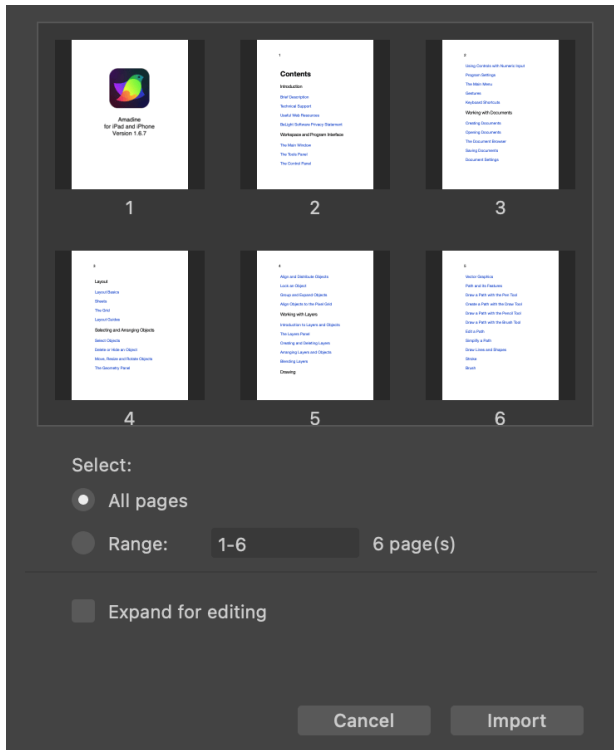 Amadine
for iPad and iPhone
Version 1.6.7
1
1
Contents
Introduction
Brief Description
Technical Support
Useful Web Resources
BeLight Software Privacy Statement
Workspace and Program Interface
The Main Window
The Tools Panel
The Control Panel
2
2
Using Controls with Numeric Input
Program Settings
The Main Menu
Gestures
Keyboard Shortcuts
Working with Documents
Creating Documents
Opening Documents
The Document Browser
Saving Documents
Document Settings
3
3
Layout
Layout Basics
Sheets
The Grid
Layout Guides
Selecting and Arranging Objects
Select Objects
Delete or Hide an Object
Move, Resize and Rotate Objects
The Geometry Panel
4
4
Align and Distribute Objects
Lock an Object
Group and Expand Objects
Align Objects to the Pixel Grid
Working with Layers
Introduction to Layers and Objects
The Layers Panel
Creating and Deleting Layers
Arranging Layers and Objects
Blending Layers
Drawing
5
5
Vector Graphics
Path and its Features
Draw a Path with the Pen Tool
Create a Path with the Draw Tool
Draw a Path with the Pencil Tool
Draw a Path with the Brush Tool
Edit a Path
Simplify a Path
Draw Lines and Shapes
Stroke
Brush
6
Select:
All pages
Range: 1-6 6 page(s)
Expand for editing
Cancel Import